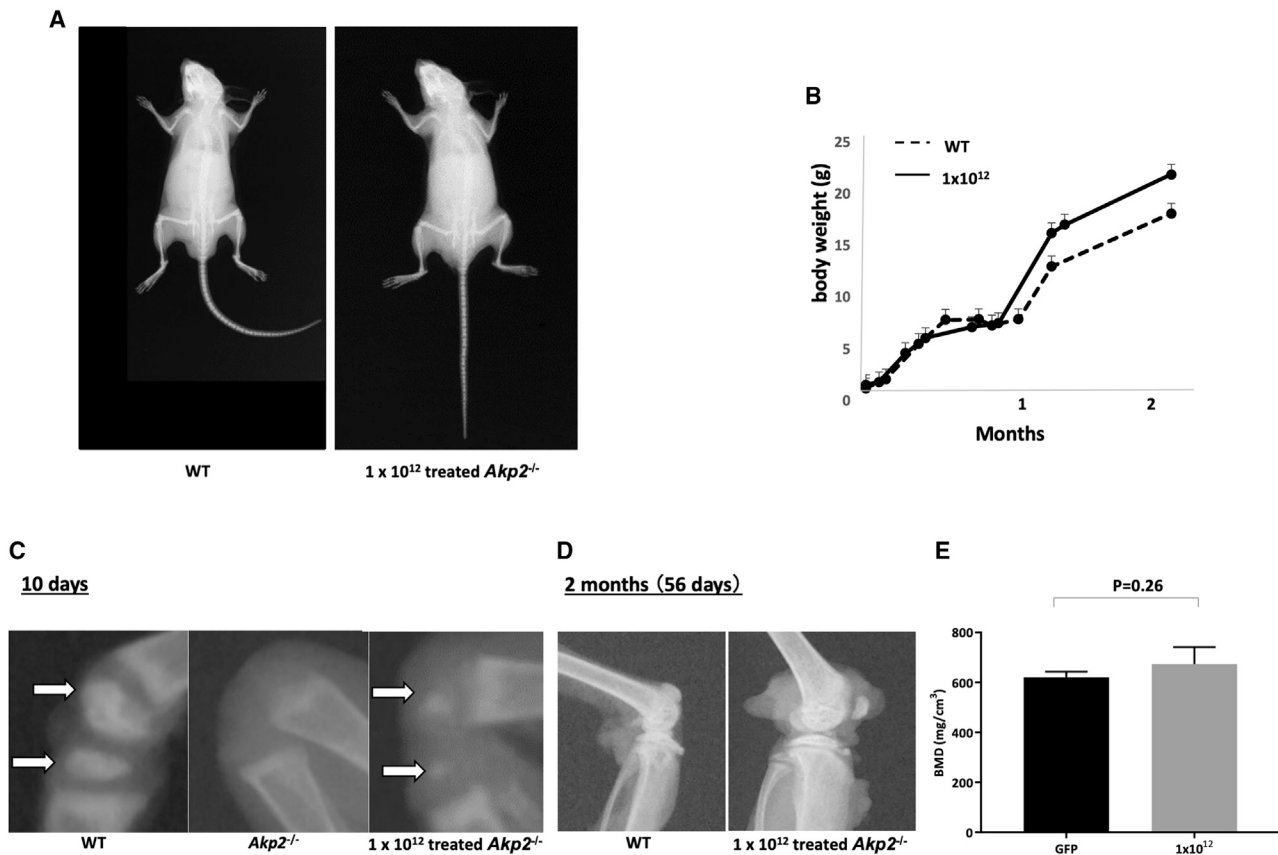 A
WT
1 x 10¹² treated Akp2⁻/⁻
B
WT
1x10¹²
body weight (g)
25
20
15
10
5
0
1
2
Months
C
10 days
WT
Akp2⁻/⁻
1 x 10¹² treated Akp2⁻/⁻
D
2 months (56 days)
WT
1 x 10¹² treated Akp2⁻/⁻
E
P=0.26
BMD (mg/cm³)
800
600
400
200
0
GFP
1x10¹²